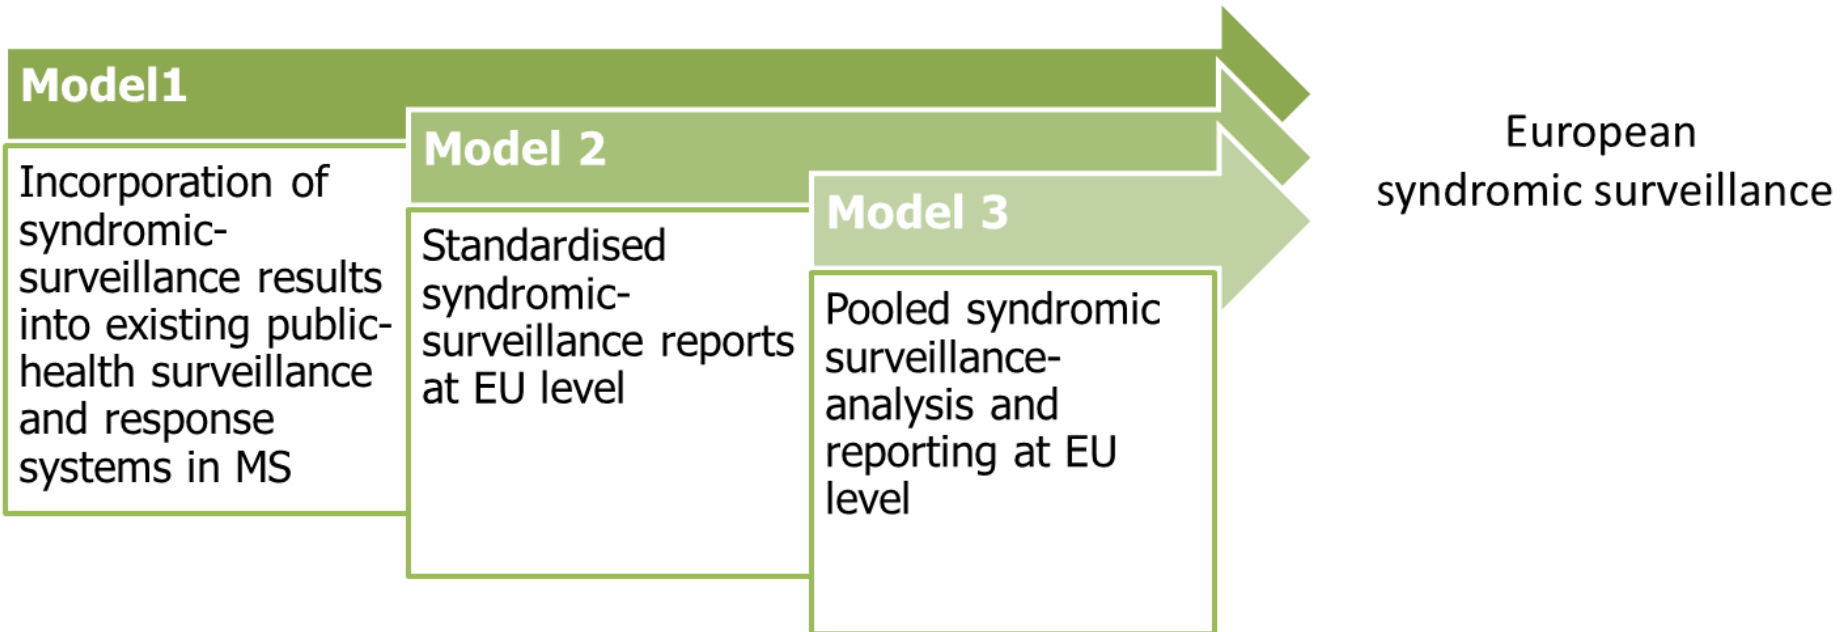 Model1
Incorporation of
syndromic-
surveillance results
into existing public-
health surveillance
and response
systems in MS
Model 2
Standardised
syndromic-
surveillance reports
at EU level
Model 3
Pooled syndromic
surveillance-
analysis and
reporting at EU
level
European
syndromic surveillance